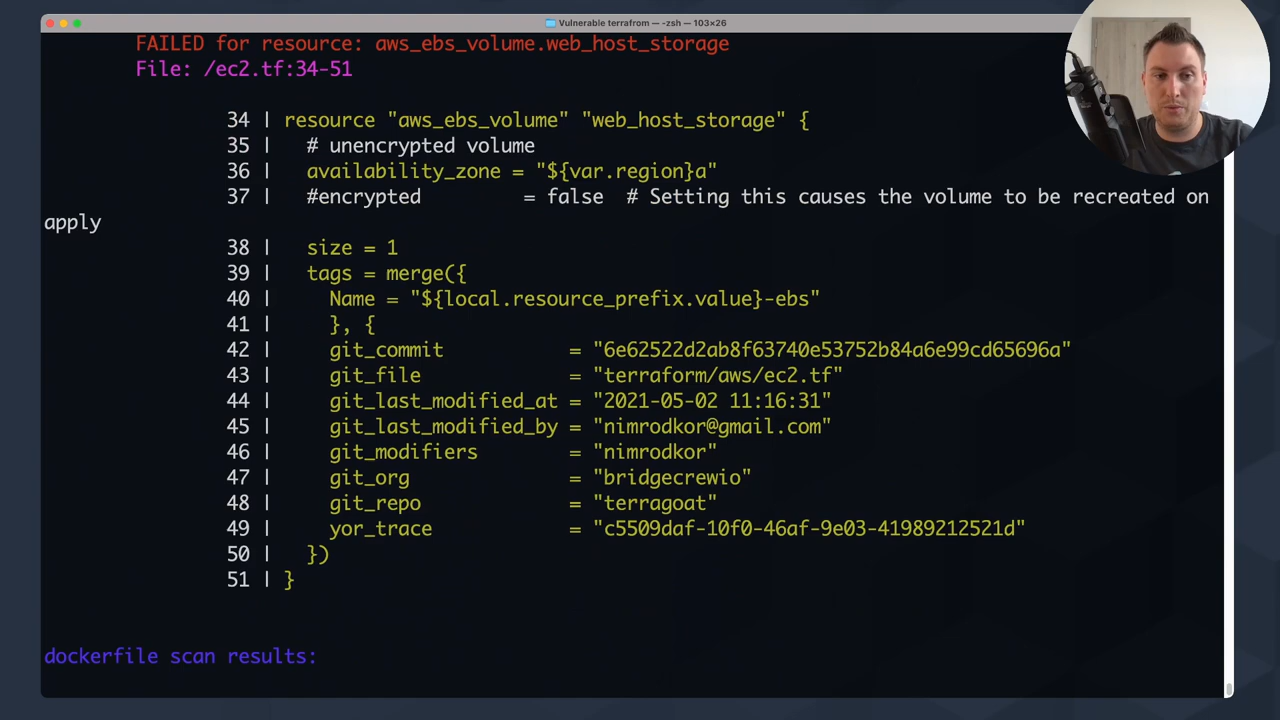 Vulnerable terrafrom — -zsh — 103×26
FAILED for resource: aws_ebs_volume.web_host_storage
File: /ec2.tf:34-51
34 | resource "aws_ebs_volume" "web_host_storage" {
35 | # unencrypted volume
36 | availability_zone = "${var.region}a"
37 | #encrypted = false # Setting this causes the volume to be recreated on
apply
38 | size = 1
39 | tags = merge({
40 | Name = "${local.resource_prefix.value}-ebs"
41 | }, {
42 | git_commit = "6e62522d2ab8f63740e53752b84a6e99cd65696a"
43 | git_file = "terraform/aws/ec2.tf"
44 | git_last_modified_at = "2021-05-02 11:16:31"
45 | git_last_modified_by = "nimrodkor@gmail.com"
46 | git_modifiers = "nimrodkor"
47 | git_org = "bridgecrewio"
48 | git_repo = "terragoat"
49 | yor_trace = "c5509daf-10f0-46af-9e03-41989212521d"
50 | })
51 | }
dockerfile scan results: